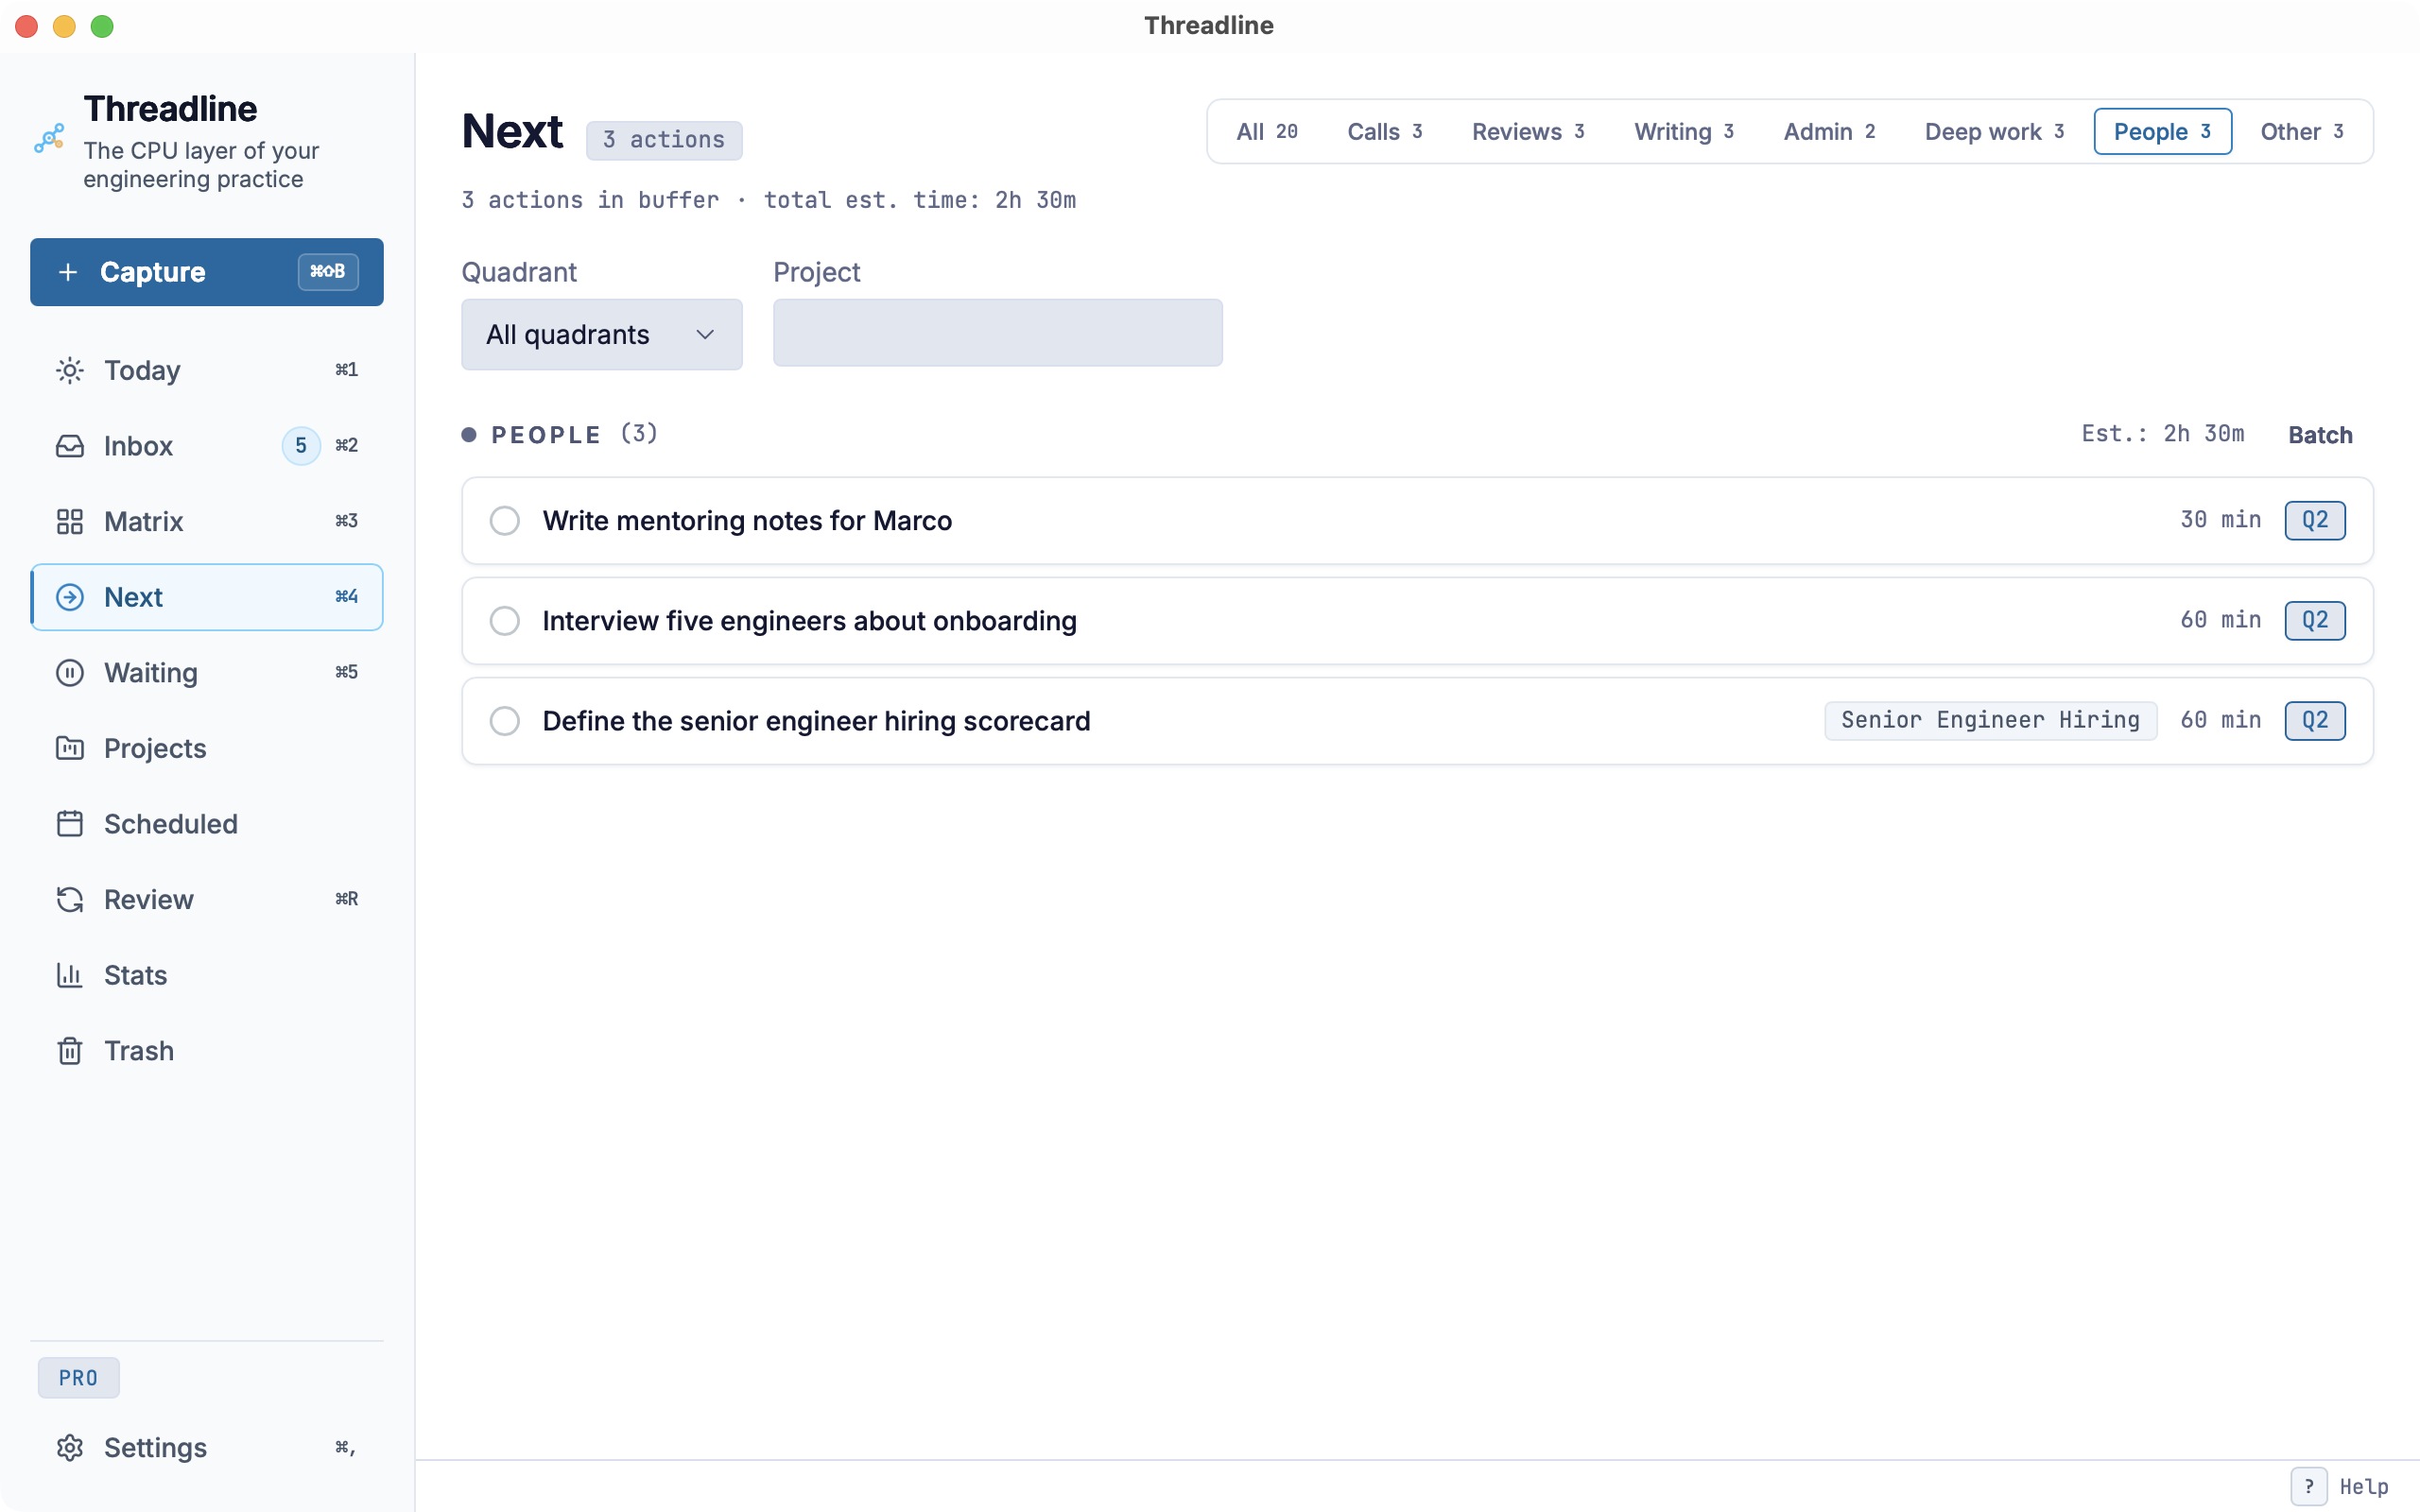 Threadline
Threadline
The CPU layer of your
engineering practice
Capture ⌘⇧B
Today ⌘1
Inbox 5 ⌘2
Matrix ⌘3
Next ⌘4
Waiting ⌘5
Projects
Scheduled
Review ⌘R
Stats
Trash
PRO
Settings ⌘,
Next 3 actions
All 20 Calls 3 Reviews 3 Writing 3 Admin 2 Deep work 3 People 3 Other 3
3 actions in buffer · total est. time: 2h 30m
Quadrant Project
All quadrants
PEOPLE (3) Est.: 2h 30m Batch
Write mentoring notes for Marco 30 min Q2
Interview five engineers about onboarding 60 min Q2
Define the senior engineer hiring scorecard Senior Engineer Hiring 60 min Q2
? Help